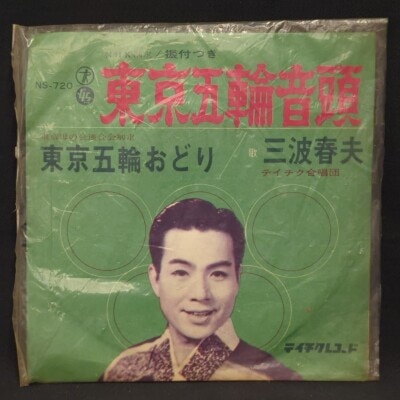 振付つき
NS-720
東京五輪音頭
東京五輪おどり
歌 三波春夫
テイチク合唱団
テイチクレコード